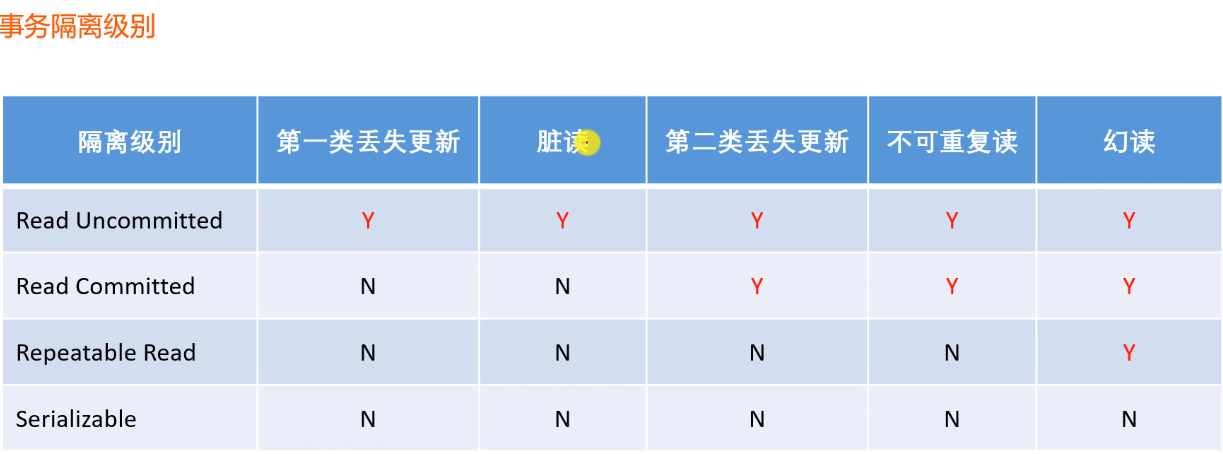 事务隔离级别
隔离级别 第一类丢失更新 脏读 第二类丢失更新 不可重复读 幻读
Read Uncommitted Y Y Y Y Y
Read Committed N N Y Y Y
Repeatable Read N N N N Y
Serializable N N N N N